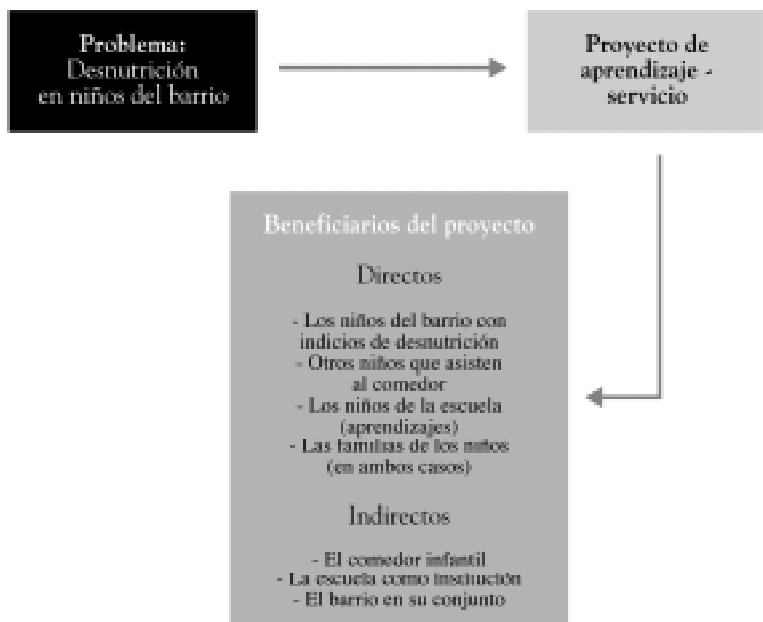 Problema:
Desnutrición
en niños del barrio
Proyecto de
aprendizaje -
servicio
Beneficiarios del proyecto
Directos
- Los niños del barrio con
indicios de desnutrición
- Otros niños que asisten
al comedor
- Los niños de la escuela
(aprendizajes)
- Las familias de los niños
(en ambos casos)
Indirectos
- El comedor infantil
- La escuela como institución
- El barrio en su conjunto